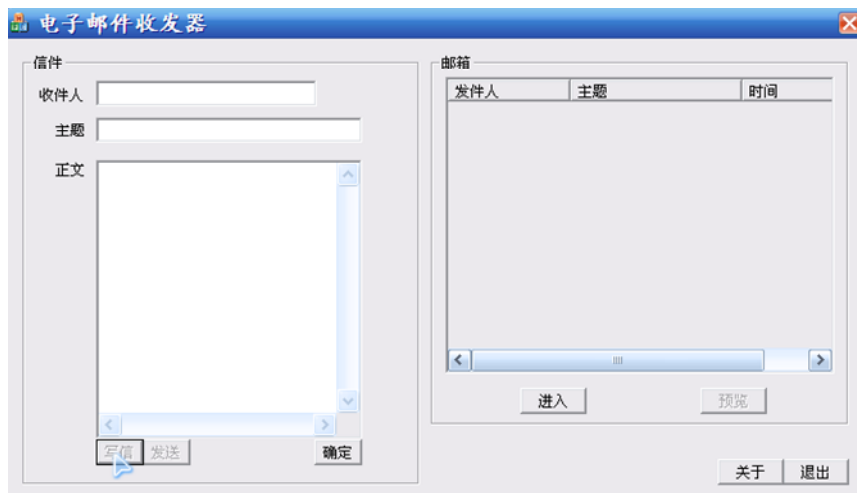 电子邮件收发器
信件
收件人
主题
正文
写信 发送 确定
邮箱
发件人 主题 时间
进入 预览
关于 退出